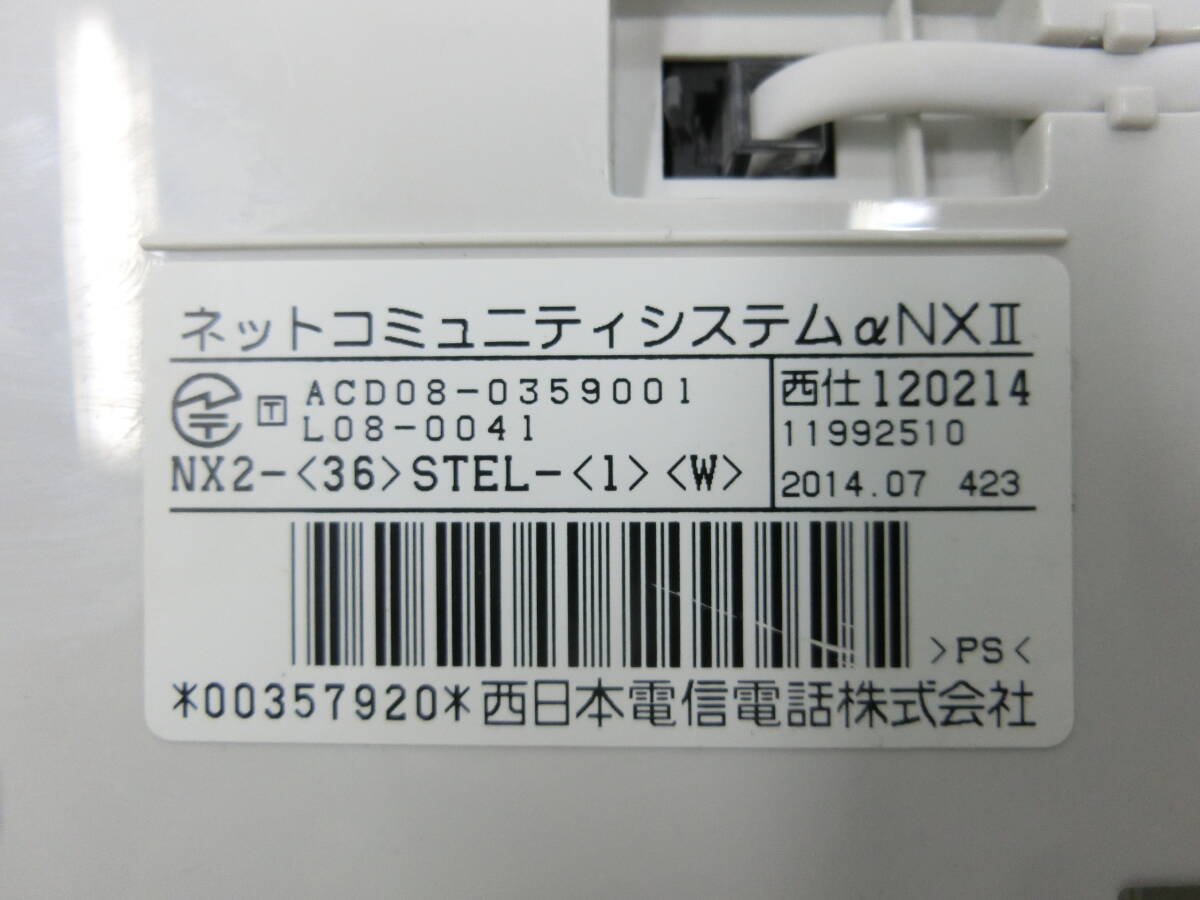 ネットコミュニティシステムαNXⅡ
T ACD08-0359001
L08-0041
NX2-<36>STEL-<1><W>
西仕120214
11992510
2014.07 423
>PS<
*00357920*西日本電信電話株式会社